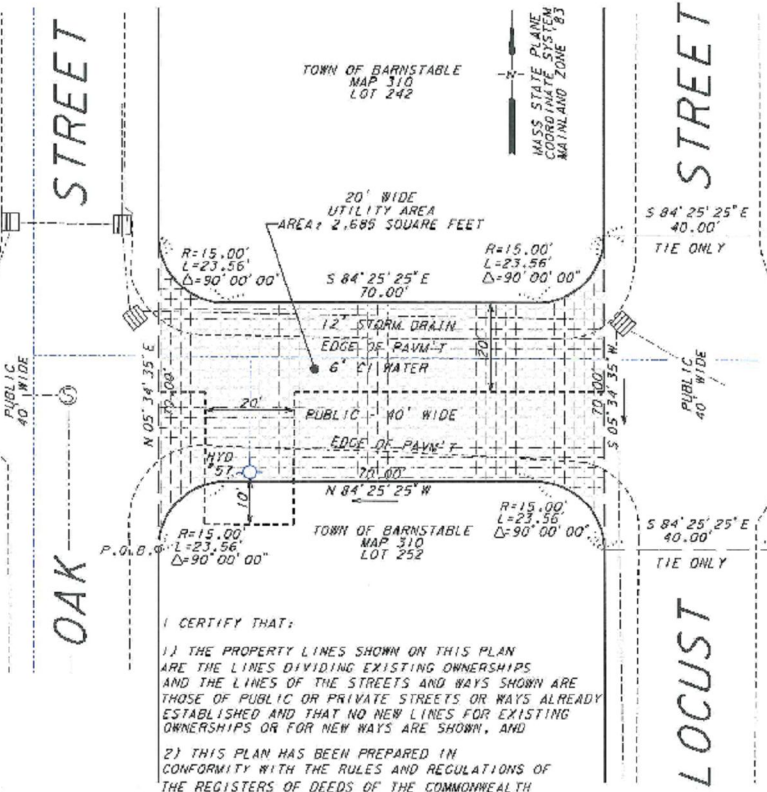 STREET
TOWN OF BARNSTABLE
MAP 310
LOT 242
N
MASS STATE PLANE
COORDINATE SYSTEM
MAINLAND ZONE '83
STREET
20' WIDE
UTILITY AREA
AREA: 2,685 SQUARE FEET
S 84°25'25" E
40.00'
TIE ONLY
R=15.00'
L=23.56'
Δ=90°00'00"
S 84°25'25" E
70.00'
R=15.00'
L=23.56'
Δ=90°00'00"
12" STORM DRAIN
EDGE OF PAVM'T
6" CI WATER
20'
PUBLIC
40' WIDE
S
N 05°34'35" E
70.00'
20'
PUBLIC - 40' WIDE
EDGE OF PAVM'T
70.00'
S 05°34'35" W
PUBLIC
40' WIDE
HYD
*57
10'
70.00'
N 84°25'25" W
P.O.B.
R=15.00'
L=23.56'
Δ=90°00'00"
TOWN OF BARNSTABLE
MAP 310
LOT 252
R=15.00'
L=23.56'
Δ=90°00'00"
S 84°25'25" E
40.00'
TIE ONLY
OAK
LOCUST
I CERTIFY THAT:
1) THE PROPERTY LINES SHOWN ON THIS PLAN
ARE THE LINES DIVIDING EXISTING OWNERSHIPS
AND THE LINES OF THE STREETS AND WAYS SHOWN ARE
THOSE OF PUBLIC OR PRIVATE STREETS OR WAYS ALREADY
ESTABLISHED AND THAT NO NEW LINES FOR EXISTING
OWNERSHIPS OR FOR NEW WAYS ARE SHOWN, AND
2) THIS PLAN HAS BEEN PREPARED IN
CONFORMITY WITH THE RULES AND REGULATIONS OF
THE REGISTERS OF DEEDS OF THE COMMONWEALTH